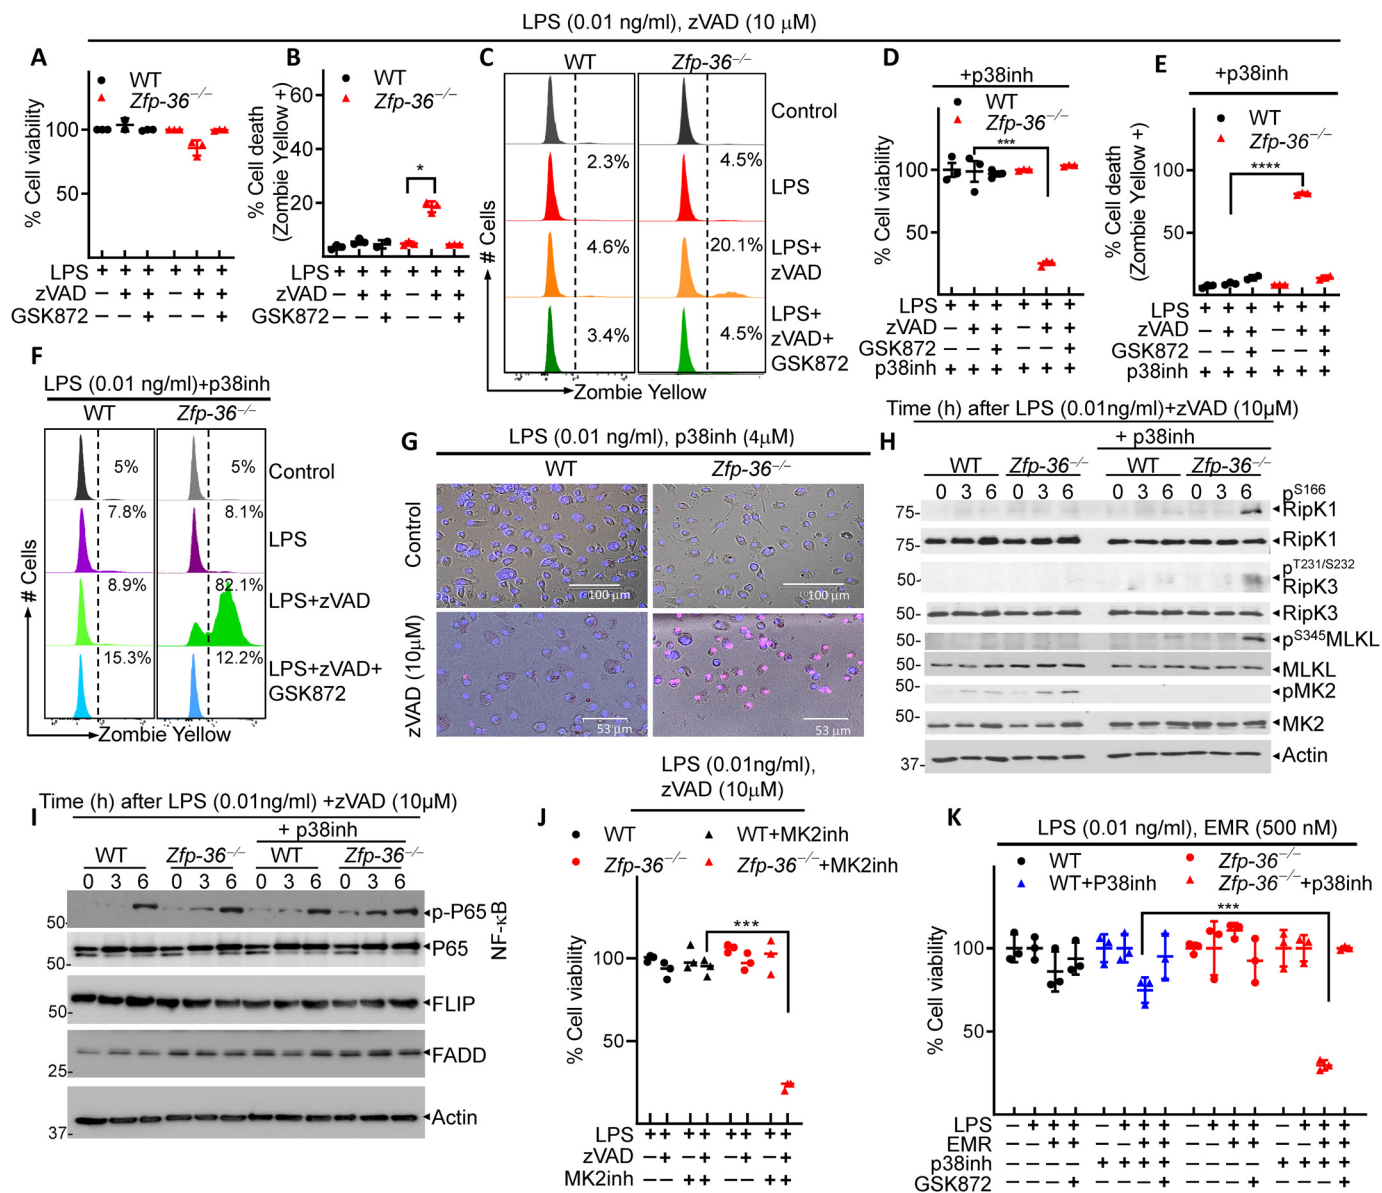 LPS (0.01 ng/ml), zVAD (10 μM)
A
WT
Zfp-36−/−
% Cell viability
100
50
LPS + + + + + +
zVAD − + + − + +
GSK872 − − + − − +
B
WT
Zfp-36−/−
% Cell death
(Zombie Yellow +)
60
40
20
*
LPS + + + + + +
zVAD − + + − + +
GSK872 − − + − − +
C
WT Zfp-36−/−
# Cells
Control
2.3% 4.5% LPS
4.6% 20.1% LPS+
zVAD
3.4% 4.5% LPS+
zVAD+
GSK872
Zombie Yellow
D
+p38inh
WT
Zfp-36−/−
***
% Cell viability
100
50
LPS + + + + + +
zVAD − + + − + +
GSK872 − − + − − +
p38inh + + + + + +
E
+p38inh
WT
Zfp-36−/−
****
% Cell death
(Zombie Yellow +)
100
50
LPS + + + + + +
zVAD − + + − + +
GSK872 − − + − − +
p38inh + + + + + +
F
LPS (0.01 ng/ml)+p38inh
WT Zfp-36−/−
# Cells
5% 5% Control
7.8% 8.1% LPS
8.9% 82.1% LPS+zVAD
15.3% 12.2% LPS+zVAD+
GSK872
Zombie Yellow
G
LPS (0.01 ng/ml), p38inh (4μM)
WT Zfp-36−/−
Control
100 μm 100 μm
zVAD (10μM)
53 μm 53 μm
H
Time (h) after LPS (0.01ng/ml)+zVAD (10μM)
+ p38inh
WT Zfp-36−/− WT Zfp-36−/−
0 3 6 0 3 6 0 3 6 0 3 6
75- pS166 RipK1
75- RipK1
50- pT231/S232 RipK3
50- RipK3
50- pS345MLKL
50- MLKL
50- pMK2
50- MK2
37- Actin
I
Time (h) after LPS (0.01ng/ml) +zVAD (10μM)
+ p38inh
WT Zfp-36−/− WT Zfp-36−/−
0 3 6 0 3 6 0 3 6 0 3 6
50- p-P65
50- P65
NF-κB
50- FLIP
25- FADD
37- Actin
J
LPS (0.01ng/ml),
zVAD (10μM)
WT WT+MK2inh
Zfp-36−/− Zfp-36−/−+MK2inh
***
% Cell viability
100
50
LPS + + + + + + + +
zVAD − + − + − + − +
MK2inh − − + + − − + +
K
LPS (0.01 ng/ml), EMR (500 nM)
WT Zfp-36−/−
WT+P38inh Zfp-36−/−+p38inh
***
% Cell viability
100
50
LPS − + + + − + + + − + + + − + + +
EMR − − + + − − + + − − + + − − + +
p38inh − − − − + + + + − − − − + + + +
GSK872 − − − + − − − + − − − + − − − +